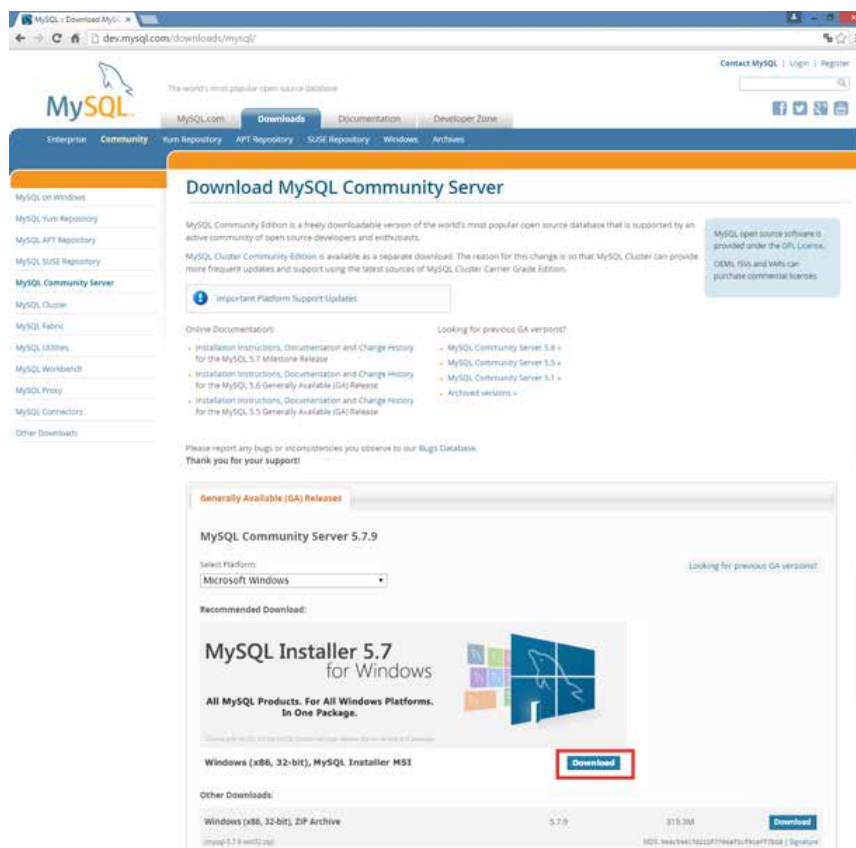 MySQL :: Download MySQL
dev.mysql.com/downloads/mysql/
Contact MySQL | Login | Register
MySQL
The world's most popular open source database
MySQL.com Downloads Documentation Developer Zone
Enterprise Community Yum Repository APT Repository SUSE Repository Windows Archives
MySQL on Windows
MySQL Yum Repository
MySQL APT Repository
MySQL SUSE Repository
MySQL Community Server
MySQL Cluster
MySQL Fabric
MySQL Utilities
MySQL Workbench
MySQL Proxy
MySQL Connectors
Other Downloads
Download MySQL Community Server
MySQL Community Edition is a freely downloadable version of the world's most popular open source database that is supported by an
active community of open source developers and enthusiasts.
MySQL Cluster Community Edition is available as a separate download. The reason for this change is so that MySQL Cluster can provide
more frequent updates and support using the latest sources of MySQL Cluster Carrier Grade Edition.
MySQL open source software is
provided under the GPL License.
OEMs, ISVs and VARs can
purchase commercial licenses.
Important Platform Support Updates
Online Documentation:
Installation Instructions, Documentation and Change History
for the MySQL 5.7 Milestone Release
Installation Instructions, Documentation and Change History
for the MySQL 5.6 Generally Available (GA) Release
Installation Instructions, Documentation and Change History
for the MySQL 5.5 Generally Available (GA) Release
Looking for previous GA versions?
MySQL Community Server 5.6 »
MySQL Community Server 5.5 »
MySQL Community Server 5.1 »
Archived versions »
Please report any bugs or inconsistencies you observe to our Bugs Database.
Thank you for your support!
Generally Available (GA) Releases
MySQL Community Server 5.7.9
Select Platform:
Microsoft Windows
Looking for previous GA versions?
Recommended Download:
MySQL Installer 5.7
for Windows
All MySQL Products. For All Windows Platforms.
In One Package.
Windows (x86, 32-bit), MySQL Installer MSI Download
Other Downloads:
Windows (x86, 32-bit), ZIP Archive 5.7.9 319.3M Download
(mysql-5.7.9-win32.zip) MD5: | Signature